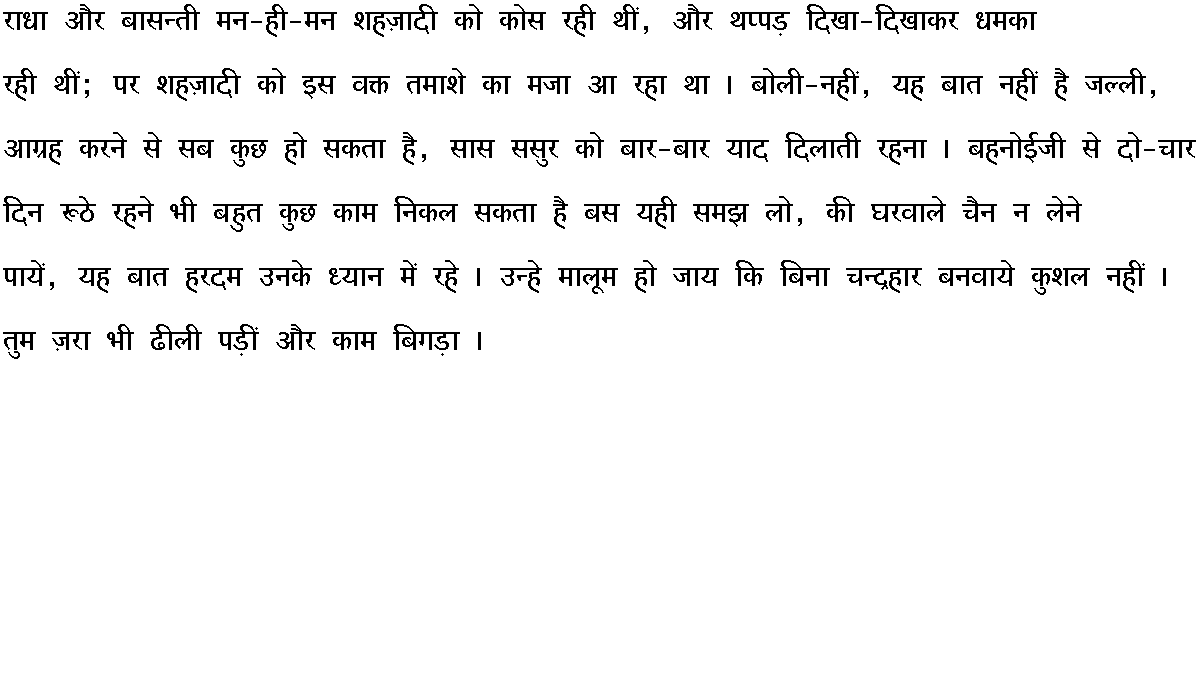 राधा और बासन्ती मन-ही-मन शहज़ादी को कोस रही थीं, और थप्पड़ दिखा-दिखाकर धमका
रही थीं; पर शहज़ादी को इस वक्त तमाशे का मजा आ रहा था । बोली-नहीं, यह बात नहीं है जल्ली,
आग्रह करने से सब कुछ हो सकता है, सास ससुर को बार-बार याद दिलाती रहना । बहनोईजी से दो-चार
दिन रूठे रहने भी बहुत कुछ काम निकल सकता है बस यही समझ लो, की घरवाले चैन न लेने
पायें, यह बात हरदम उनके ध्यान में रहे । उन्हे मालूम हो जाय कि बिना चन्द्रहार बनवाये कुशल नहीं ।
तुम ज़रा भी ढीली पड़ीं और काम बिगड़ा ।